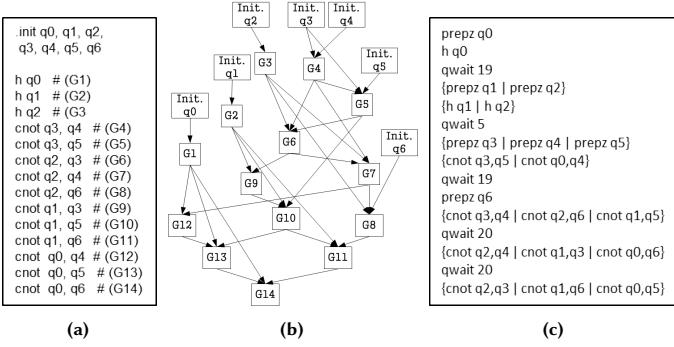 .init q0, q1, q2,
q3, q4, q5, q6
h q0 # (G1)
h q1 # (G2)
h q2 # (G3
cnot q3, q4 # (G4)
cnot q3, q5 # (G5)
cnot q2, q3 # (G6)
cnot q2, q4 # (G7)
cnot q2, q6 # (G8)
cnot q1, q3 # (G9)
cnot q1, q5 # (G10)
cnot q1, q6 # (G11)
cnot q0, q4 # (G12)
cnot q0, q5 # (G13)
cnot q0, q6 # (G14)
(a)
Init.
q2
Init.
q3
Init.
q4
Init.
q1
G3
G4
Init.
q5
Init.
q0
G5
G2
G6
Init.
q6
G1
G9
G7
G12
G10
G8
G13
G11
G14
(b)
prepz q0
h q0
qwait 19
{prepz q1 | prepz q2}
{h q1 | h q2}
qwait 5
{prepz q3 | prepz q4 | prepz q5}
{cnot q3,q5 | cnot q0,q4}
qwait 19
prepz q6
{cnot q3,q4 | cnot q2,q6 | cnot q1,q5}
qwait 20
{cnot q2,q4 | cnot q1,q3 | cnot q0,q6}
qwait 20
{cnot q2,q3 | cnot q1,q6 | cnot q0,q5}
(c)